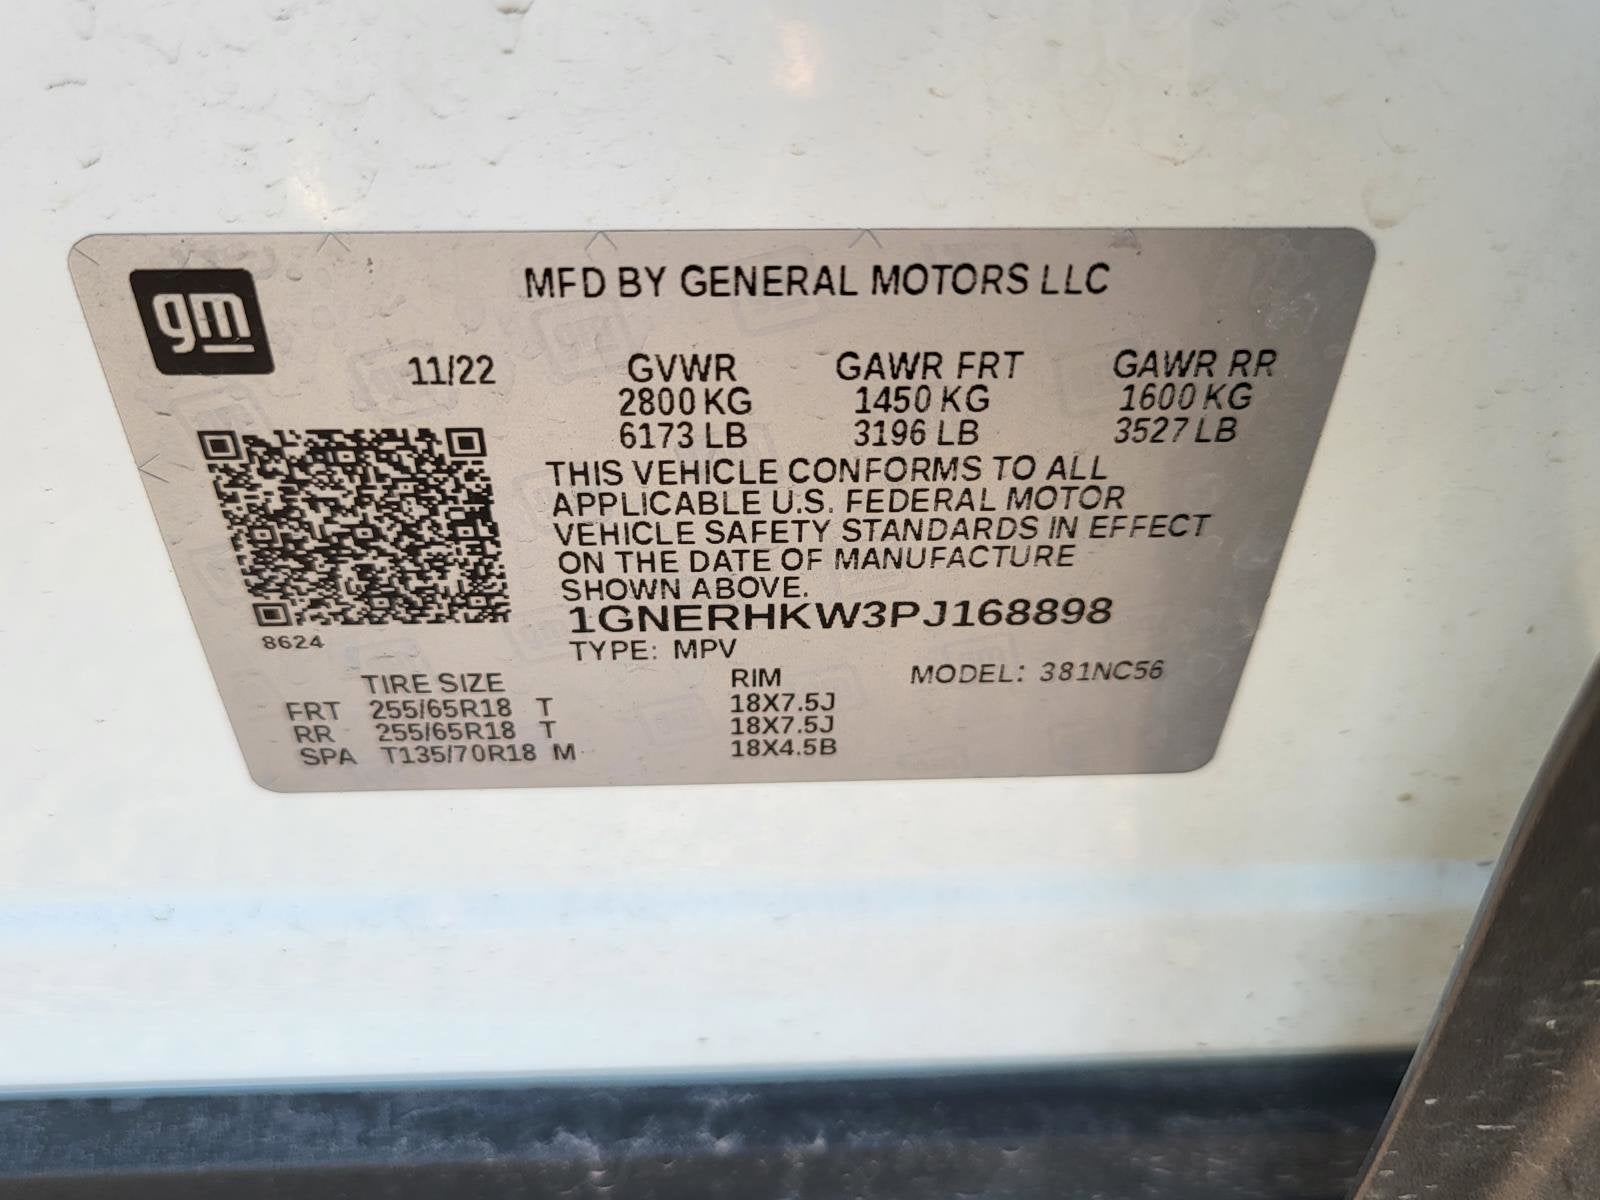 gm
MFD BY GENERAL MOTORS LLC
11/22 GVWR GAWR FRT GAWR RR
2800 KG 1450 KG 1600 KG
6173 LB 3196 LB 3527 LB
THIS VEHICLE CONFORMS TO ALL
APPLICABLE U.S. FEDERAL MOTOR
VEHICLE SAFETY STANDARDS IN EFFECT
ON THE DATE OF MANUFACTURE
SHOWN ABOVE.
1GNERHKW3PJ168898
8624
TYPE: MPV
TIRE SIZE RIM MODEL: 381NC56
FRT 255/65R18 T 18X7.5J
RR 255/65R18 T 18X7.5J
SPA T135/70R18 M 18X4.5B